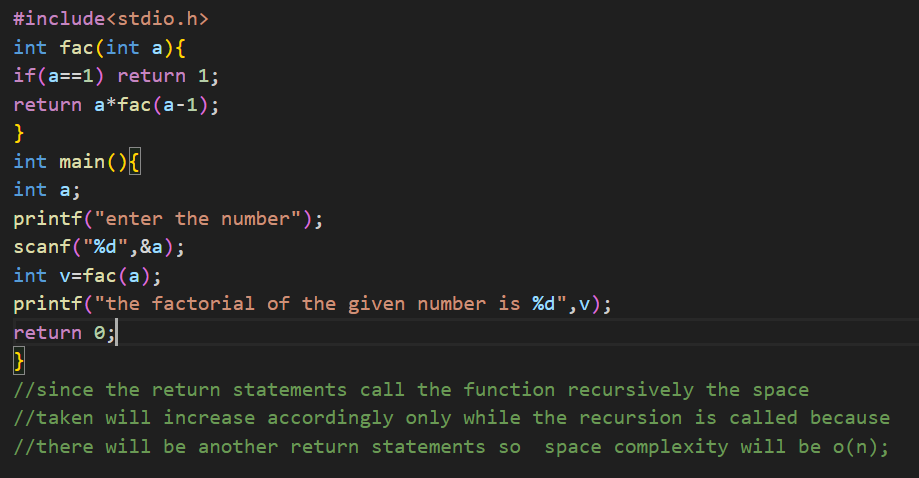 #include<stdio.h>
int fac(int a){
if(a==1) return 1;
return a*fac(a-1);
}
int main(){
int a;
printf("enter the number");
scanf("%d",&a);
int v=fac(a);
printf("the factorial of the given number is %d",v);
return 0;
}
//since the return statements call the function recursively the space
//taken will increase accordingly only while the recursion is called because
//there will be another return statements so  space complexity will be o(n);